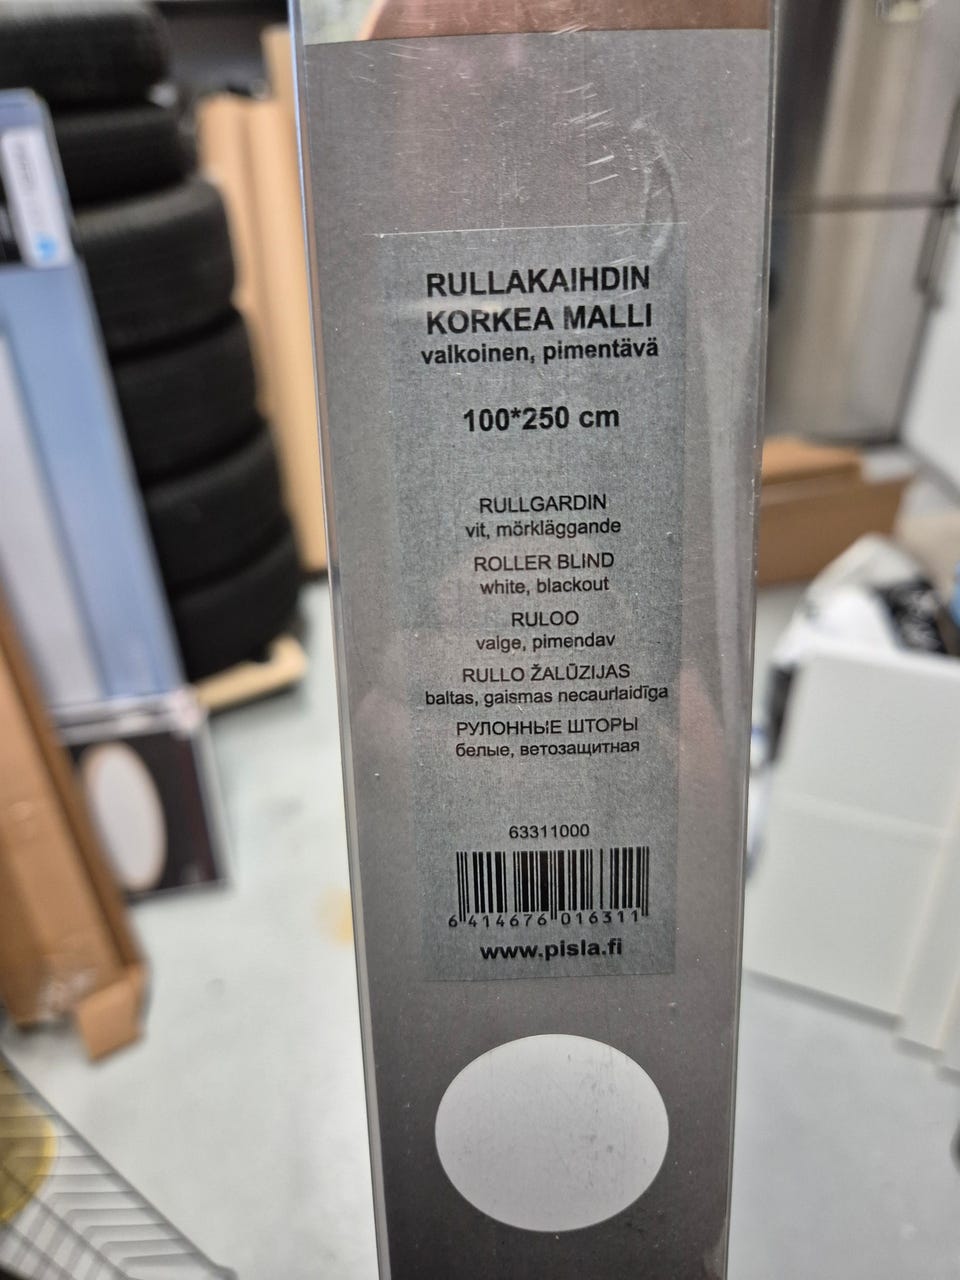 RULLAKAIHDIN
KORKEA MALLI
valkoinen, pimentävä
100*250 cm
RULLGARDIN
vit, mörkläggande
ROLLER BLIND
white, blackout
RULOO
valge, pimendav
RULLO ŽALŪZIJAS
baltas, gaismas necaurlaidīga
РУЛОННЫЕ ШТОРЫ
белые, ветозащитная
63311000
6 414676 016311
www.pisla.fi